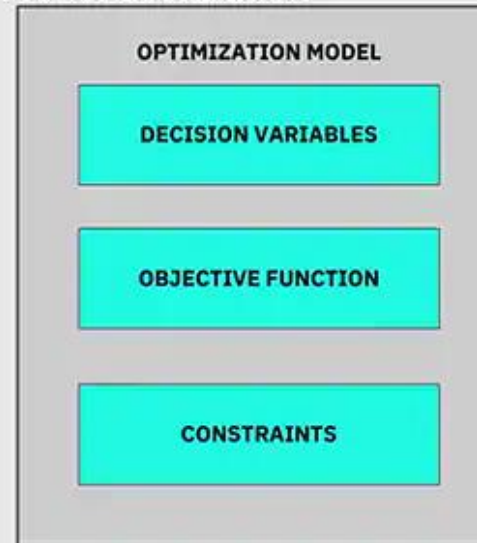 OPTIMIZATION MODEL
DECISION VARIABLES
OBJECTIVE FUNCTION
CONSTRAINTS